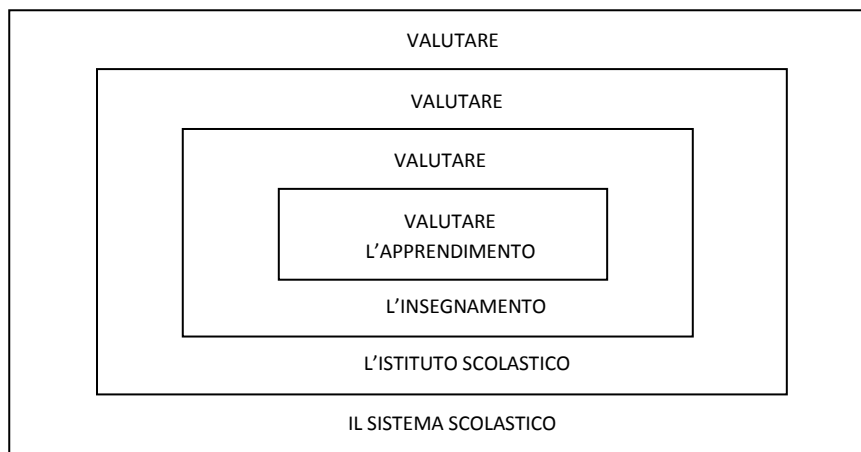 VALUTARE
VALUTARE
VALUTARE
VALUTARE
L’APPRENDIMENTO
L’INSEGNAMENTO
L’ISTITUTO SCOLASTICO
IL SISTEMA SCOLASTICO